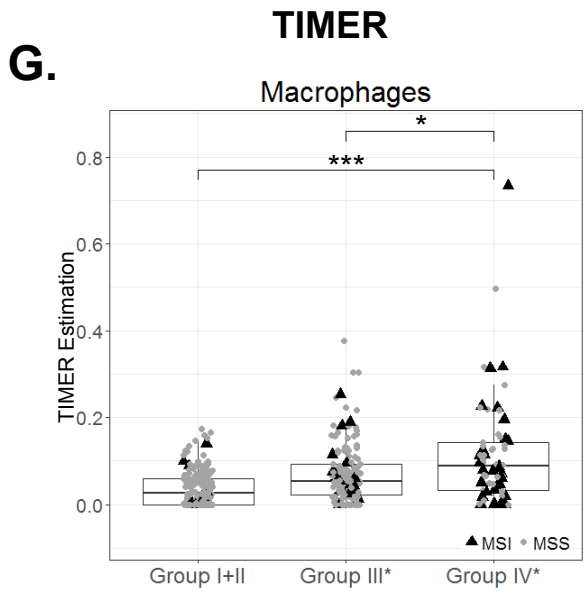 TIMER
G.
Macrophages
*
***
TIMER Estimation
0.8
0.6
0.4
0.2
0.0
MSI MSS
Group I+II Group III* Group IV*